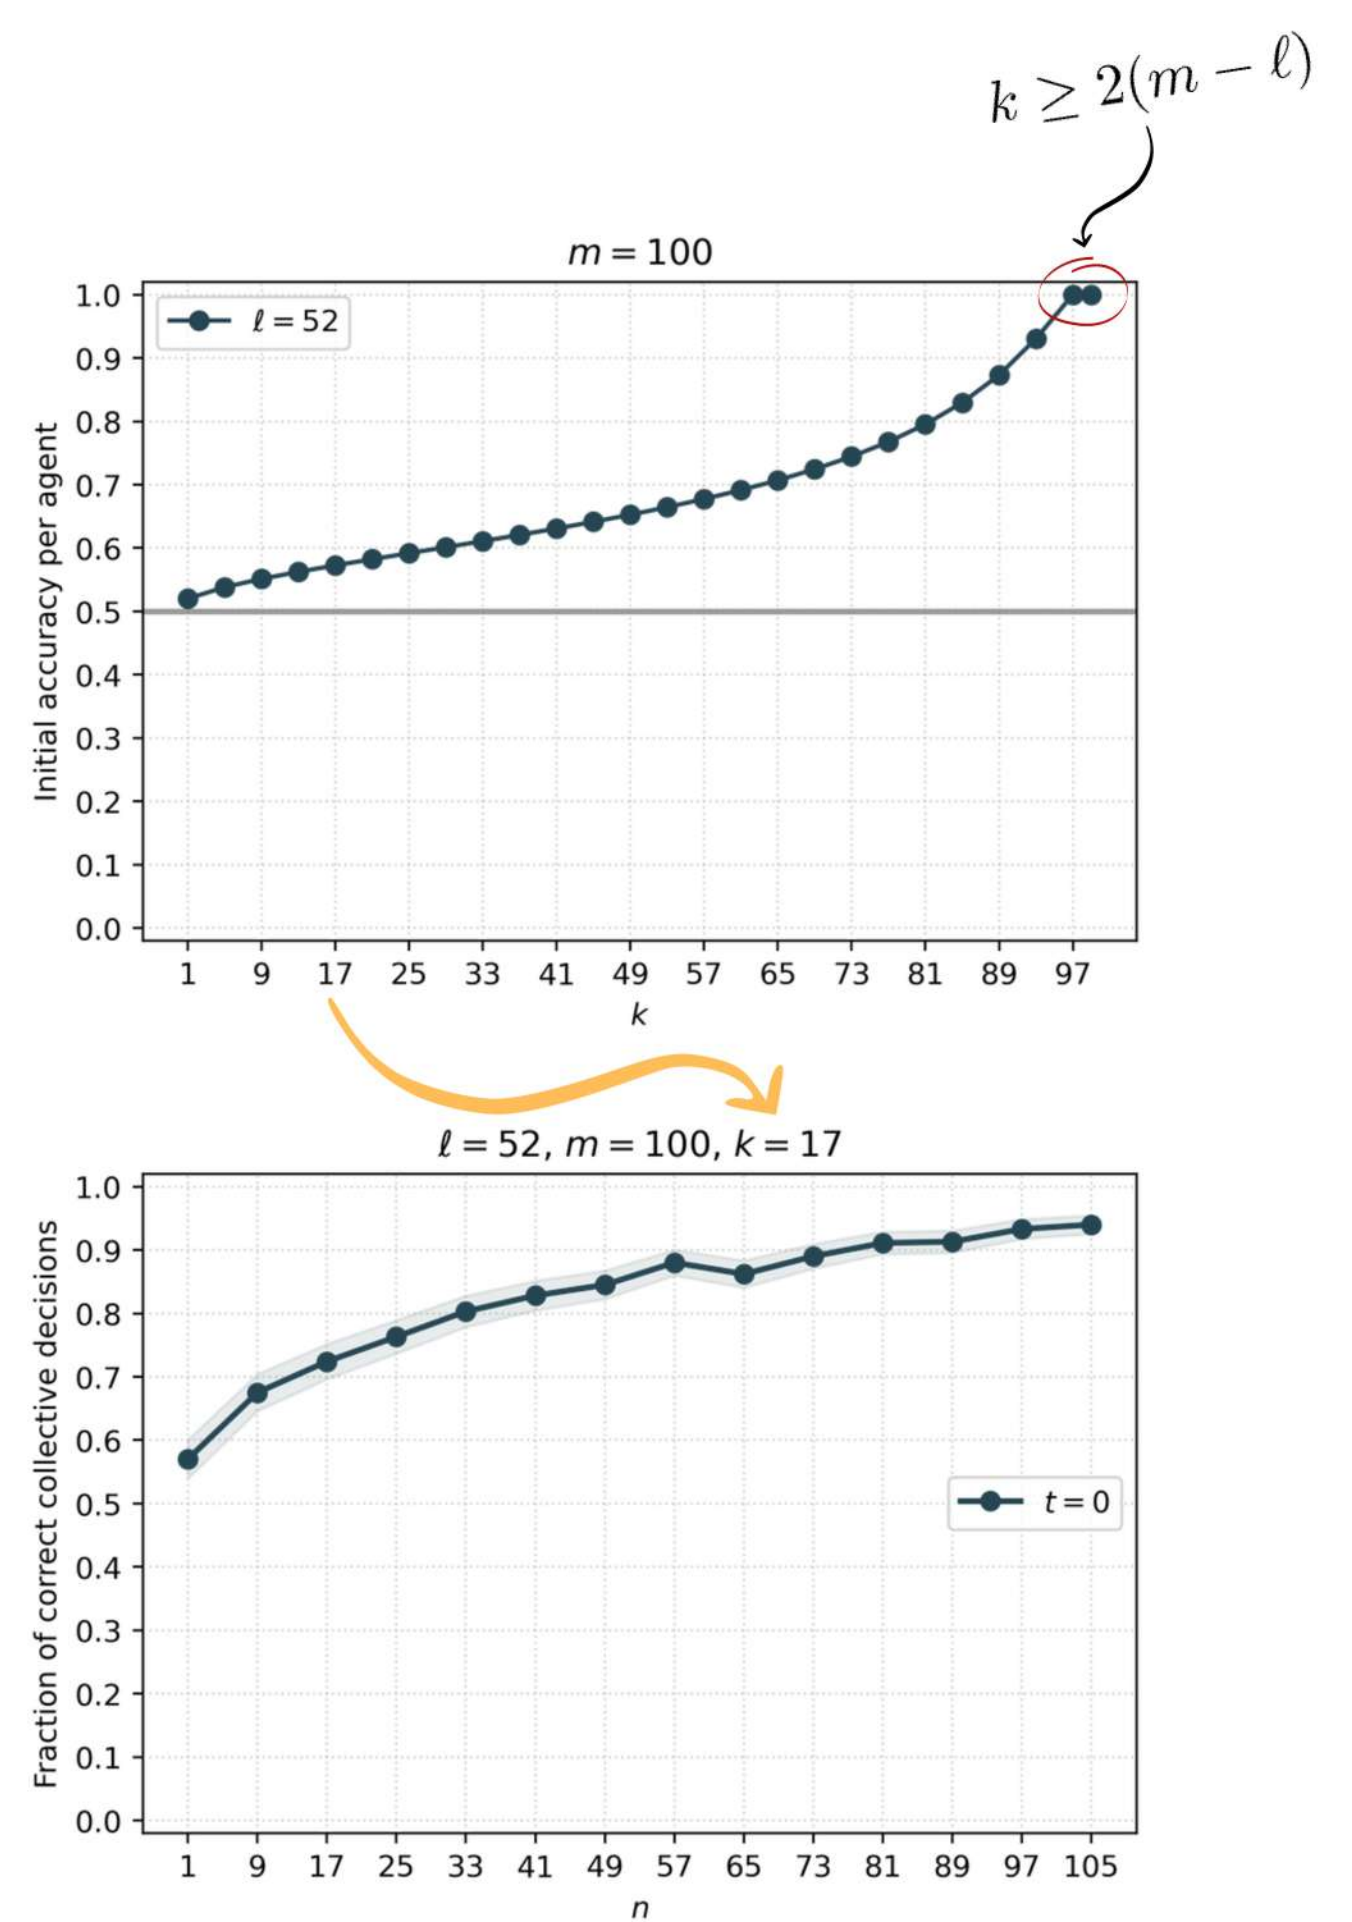 k ≥ 2(m − ℓ)
m = 100
ℓ = 52
1.0
0.9
0.8
0.7
0.6
0.5
0.4
0.3
0.2
0.1
0.0
Initial accuracy per agent
1 9 17 25 33 41 49 57 65 73 81 89 97
k
ℓ = 52, m = 100, k = 17
1.0
0.9
0.8
0.7
0.6
0.5
0.4
0.3
0.2
0.1
0.0
Fraction of correct collective decisions
t = 0
1 9 17 25 33 41 49 57 65 73 81 89 97 105
n